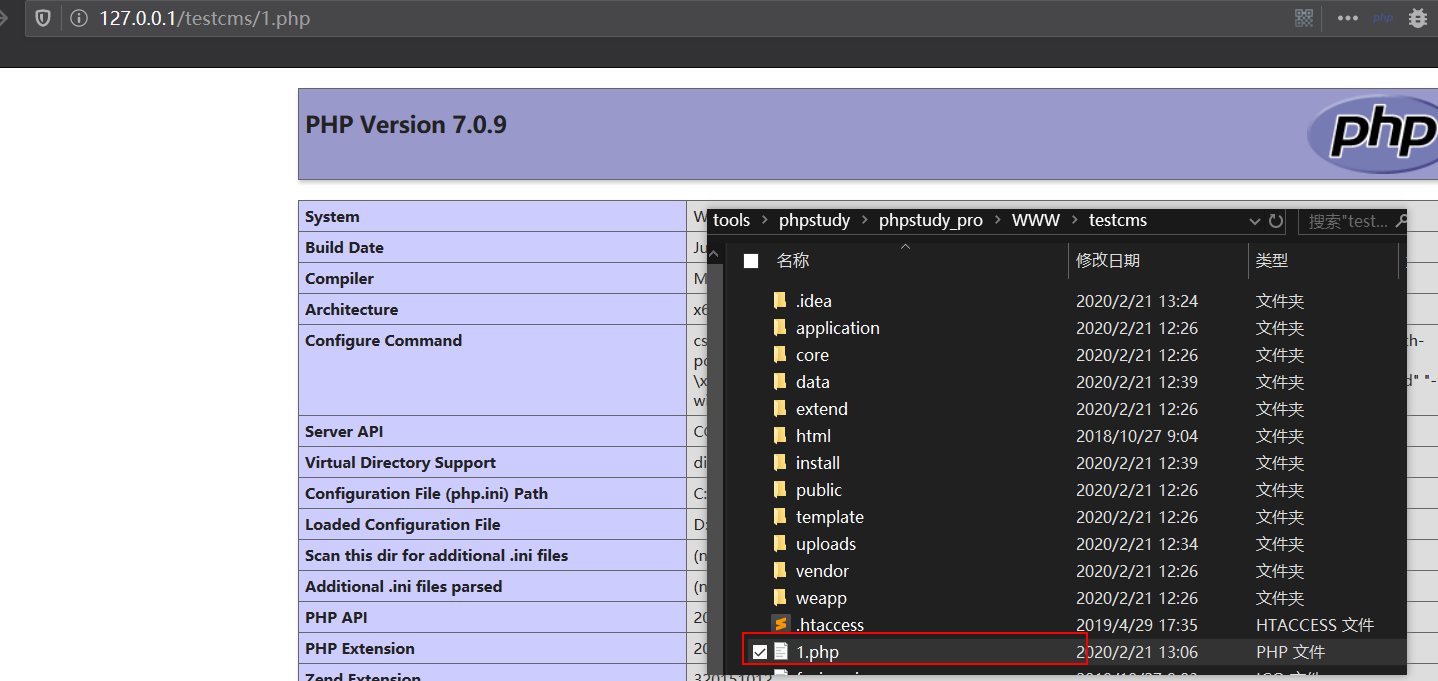 127.0.0.1/testcms/1.php
php
PHP Version 7.0.9
php
System
Build Date
Compiler
Architecture
Configure Command
Server API
Virtual Directory Support
Configuration File (php.ini) Path
C:
Loaded Configuration File
D:
Scan this dir for additional .ini files
Additional .ini files parsed
PHP API
PHP Extension
Zend Extension
320151012
tools > phpstudy > phpstudy_pro > WWW > testcms
搜索"test...
名称 修改日期 类型
.idea 2020/2/21 13:24 文件夹
application 2020/2/21 12:26 文件夹
core 2020/2/21 12:26 文件夹
data 2020/2/21 12:39 文件夹
extend 2020/2/21 12:26 文件夹
html 2018/10/27 9:04 文件夹
install 2020/2/21 12:39 文件夹
public 2020/2/21 12:26 文件夹
template 2020/2/21 12:26 文件夹
uploads 2020/2/21 12:34 文件夹
vendor 2020/2/21 12:26 文件夹
weapp 2020/2/21 12:26 文件夹
.htaccess 2019/4/29 17:35 HTACCESS 文件
1.php 2020/2/21 13:06 PHP 文件